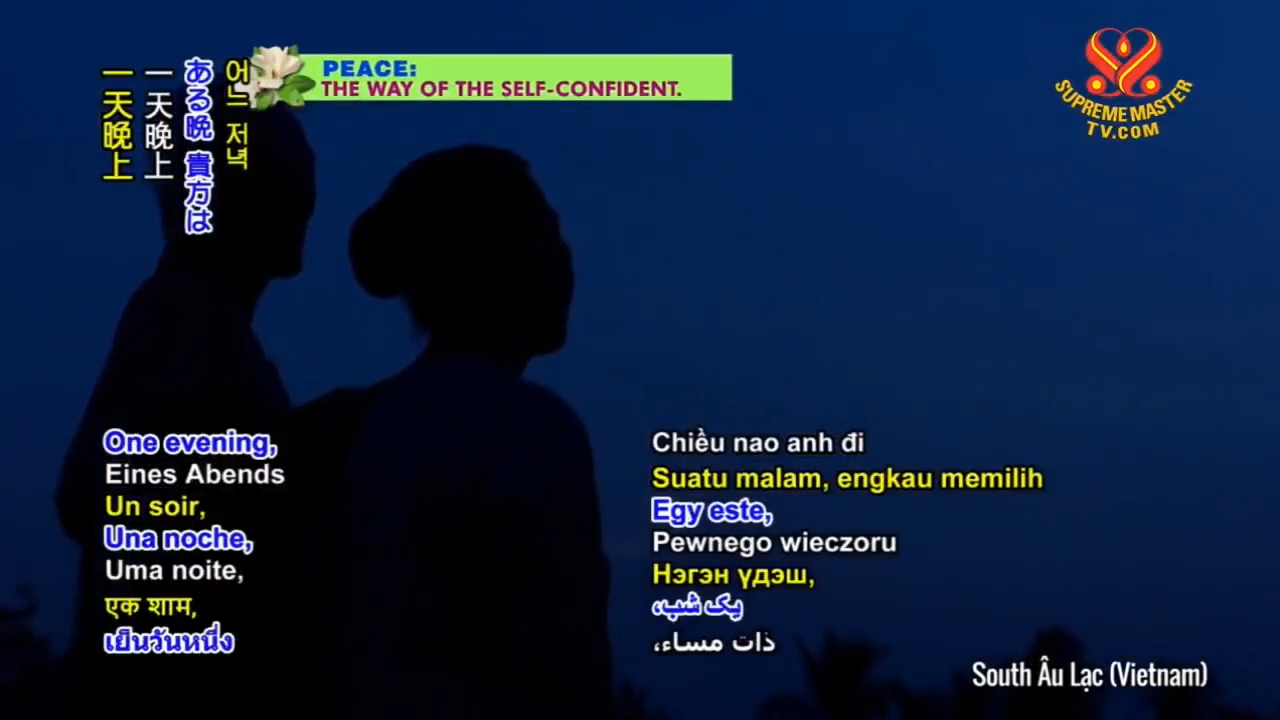 PEACE:
THE WAY OF THE SELF-CONFIDENT.
SUPREME MASTER
TV.COM
어느 저녁
ある晩 貴方は
一天晚上
一天晚上
One evening,
Eines Abends
Un soir,
Una noche,
Uma noite,
एक शाम,
เย็นวันหนึ่ง
Chiều nao anh đi
Suatu malam, engkau memilih
Egy este,
Pewnego wieczoru
Нэгэн үдэш,
یک شب،
ذات مساء،
South Âu Lạc (Vietnam)